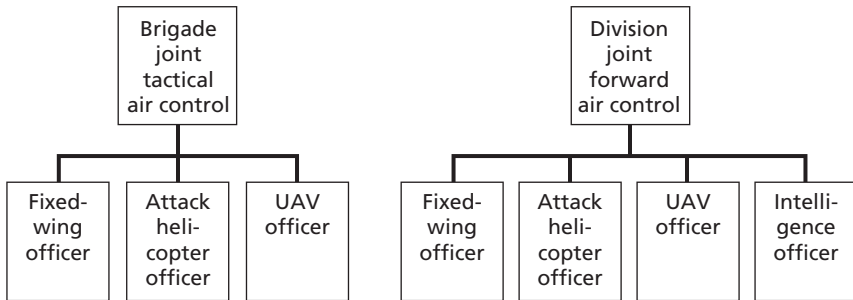 Brigade
joint
tactical
air control
Division
joint
forward
air control
Fixed-
wing
officer
Attack
heli-
copter
officer
UAV
officer
Fixed-
wing
officer
Attack
heli-
copter
officer
UAV
officer
Intelli-
gence
officer